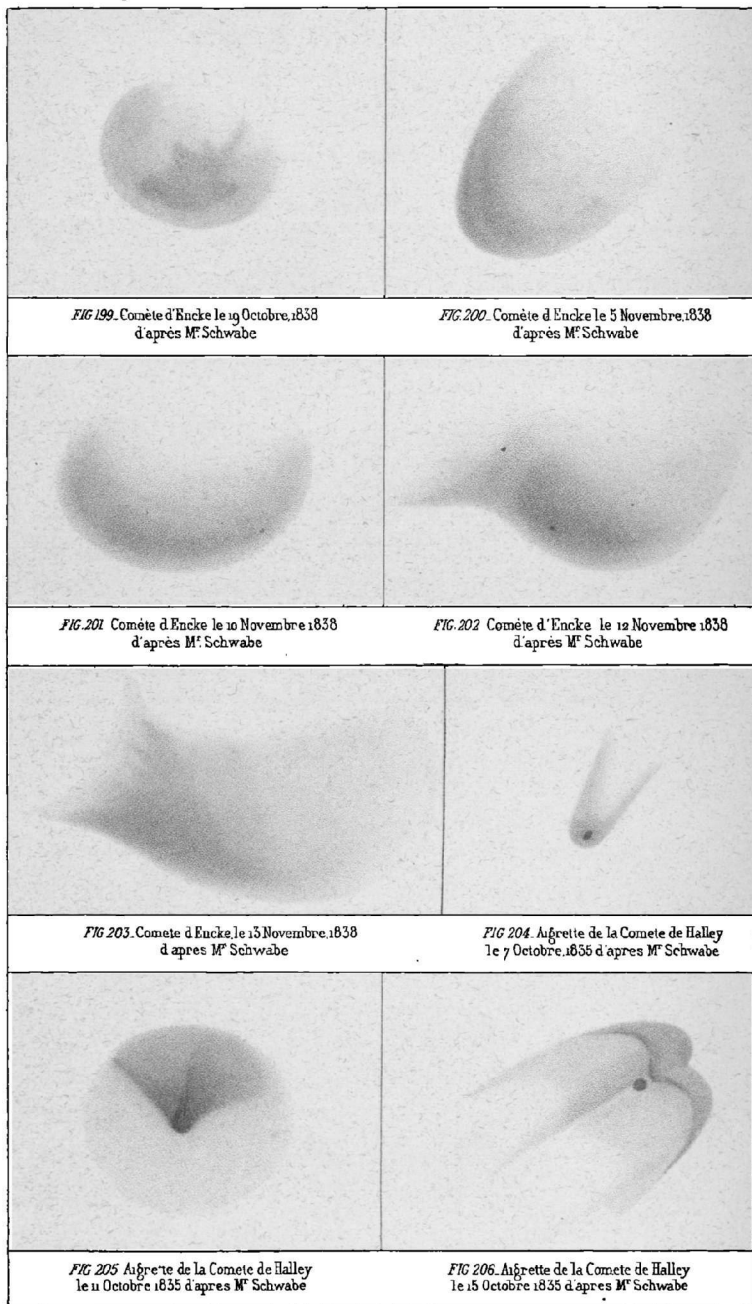 FIG 199_Comète d'Encke le 19 Octobre, 1838
d'après Mr. Schwabe
FIG. 200_ Comète d Encke le 5 Novembre, 1838
d'après Mr. Schwabe
FIG. 201 Comète d Encke le 10 Novembre 1838
d'après Mr. Schwabe
FIG. 202 Comète d'Encke le 12 Novembre 1838
d'après Mr Schwabe
FIG 203_Comete d Encke, le 13 Novembre, 1838
d apres Mr Schwabe
FIG 204_ Aigrette de la Comete de Halley
le 7 Octobre, 1835 d'apres Mr Schwabe
FIG 205 Aigrette de la Comete de Halley
le 11 Octobre 1835 d'apres Mr Schwabe
FIG 206_Aigrette de la Comete de Halley
le 15 Octobre 1835 d'apres Mr Schwabe